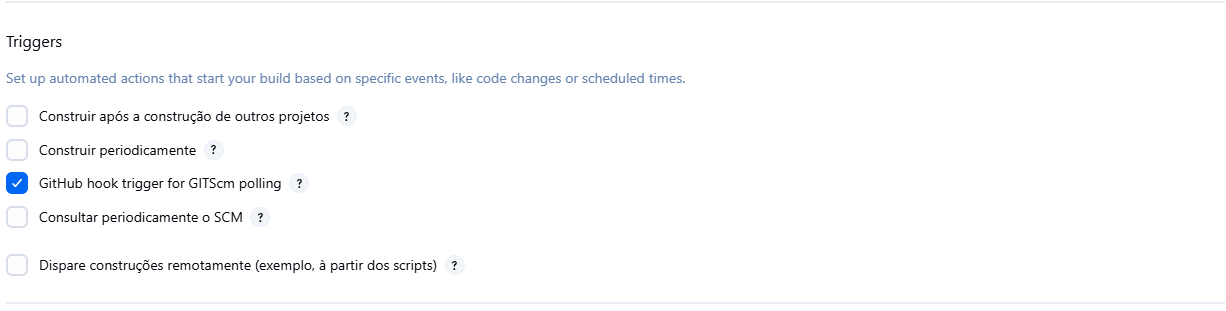 Triggers
Set up automated actions that start your build based on specific events, like code changes or scheduled times.
Construir após a construção de outros projetos ?
Construir periodicamente ?
GitHub hook trigger for GITScm polling ?
Consultar periodicamente o SCM ?
Dispare construções remotamente (exemplo, à partir dos scripts) ?